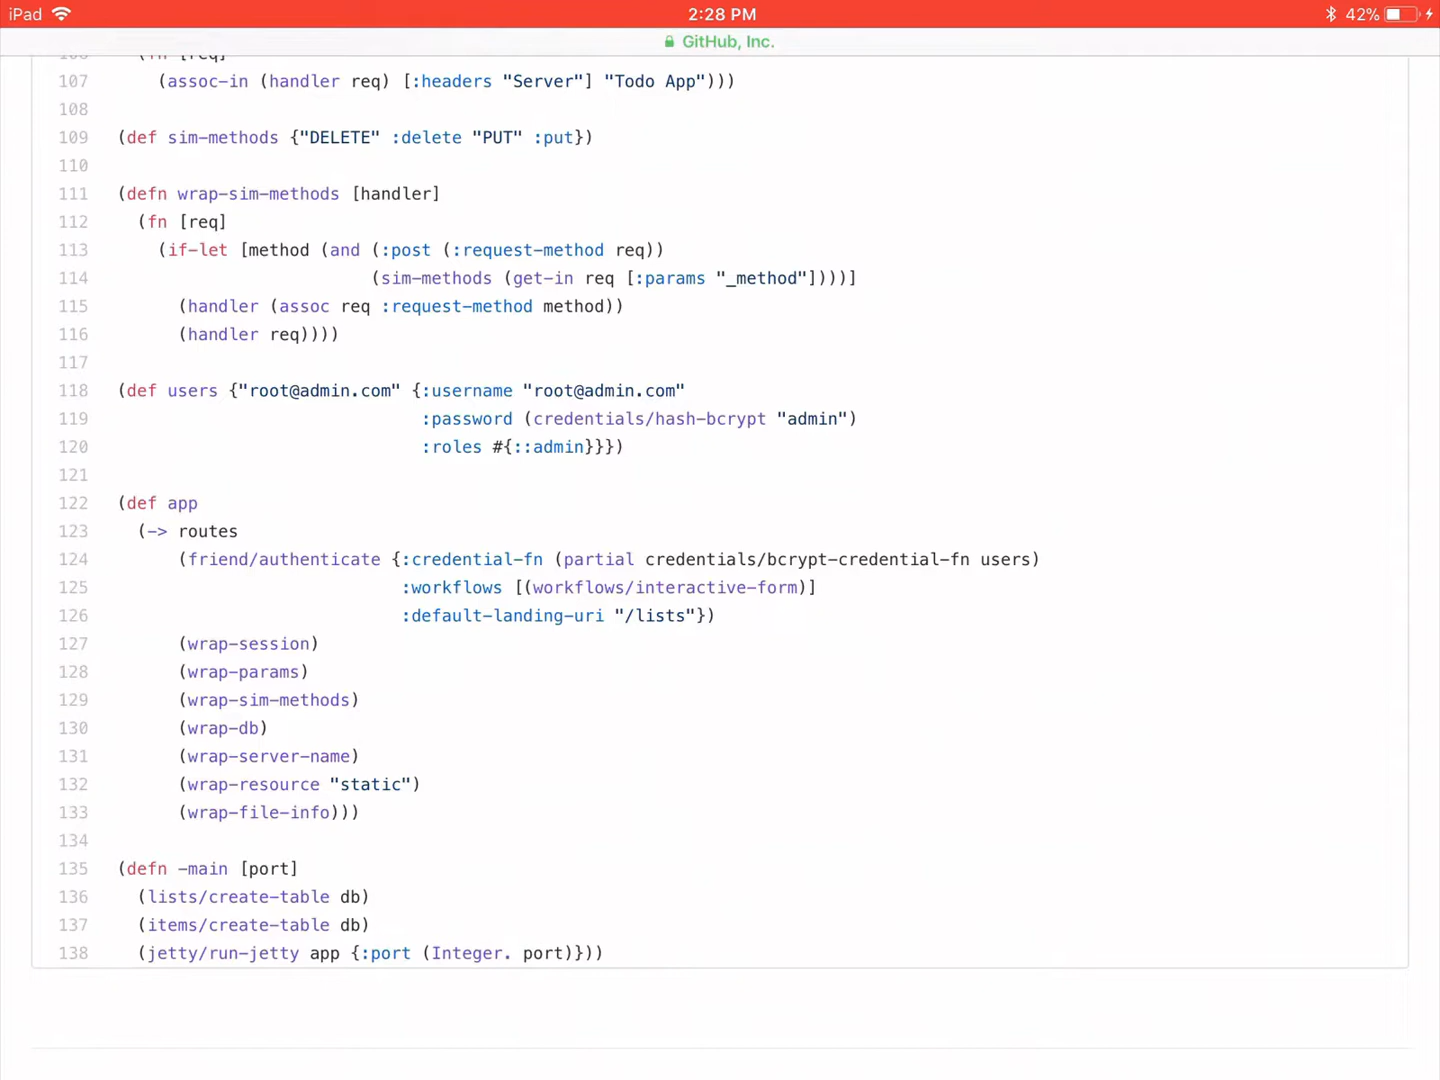 iPad 2:28 PM 42%
GitHub, Inc.
106 (fn [req]
107 (assoc-in (handler req) [:headers "Server"] "Todo App")))
108
109 (def sim-methods {"DELETE" :delete "PUT" :put})
110
111 (defn wrap-sim-methods [handler]
112 (fn [req]
113 (if-let [method (and (:post (:request-method req))
114 (sim-methods (get-in req [:params "_method"])))]
115 (handler (assoc req :request-method method))
116 (handler req))))
117
118 (def users {"root@admin.com" {:username "root@admin.com"
119 :password (credentials/hash-bcrypt "admin")
120 :roles #{::admin}}})
121
122 (def app
123 (-> routes
124 (friend/authenticate {:credential-fn (partial credentials/bcrypt-credential-fn users)
125 :workflows [(workflows/interactive-form)]
126 :default-landing-uri "/lists"})
127 (wrap-session)
128 (wrap-params)
129 (wrap-sim-methods)
130 (wrap-db)
131 (wrap-server-name)
132 (wrap-resource "static")
133 (wrap-file-info)))
134
135 (defn -main [port]
136 (lists/create-table db)
137 (items/create-table db)
138 (jetty/run-jetty app {:port (Integer. port)}))